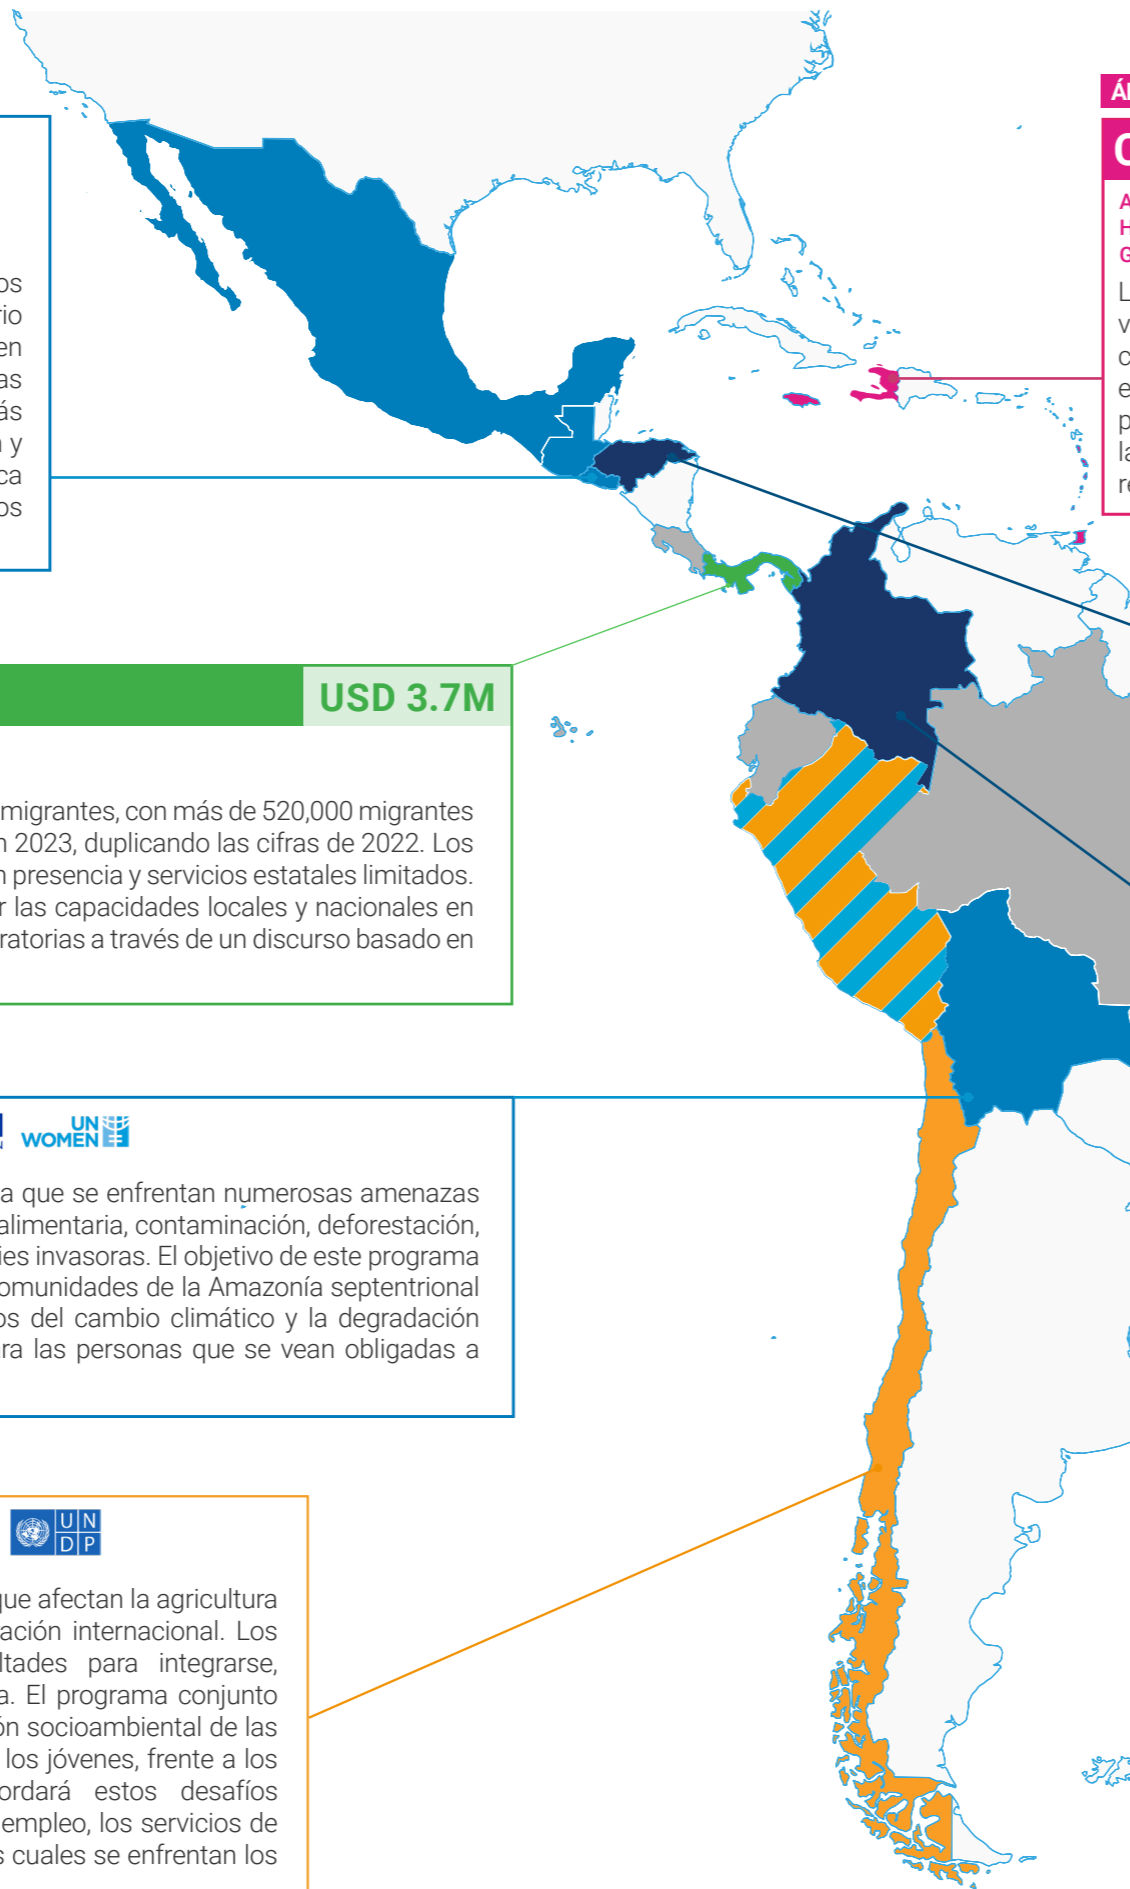 os
rio
en
as
ás
n y
ca
os
USD 3.7M
migrantes, con más de 520,000 migrantes
n 2023, duplicando las cifras de 2022. Los
n presencia y servicios estatales limitados.
r las capacidades locales y nacionales en
ratorias a través de un discurso basado en
UN
WOMEN
a que se enfrentan numerosas amenazas
alimentaria, contaminación, deforestación,
ies invasoras. El objetivo de este programa
omunidades de la Amazonía septentrional
os del cambio climático y la degradación
ara las personas que se vean obligadas a
U N
D P
que afectan la agricultura
ación internacional. Los
ltades para integrarse,
a. El programa conjunto
ón socioambiental de las
los jóvenes, frente a los
ordará estos desafíos
empleo, los servicios de
s cuales se enfrentan los
Á
A
H
G
L
v
c
e
p
la
re